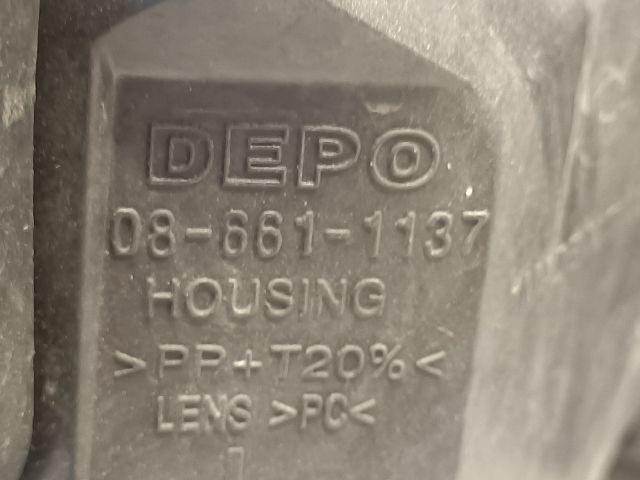 DEPO
08-661-1137
HOUSING
>PP+T20%<
LENS >PC<